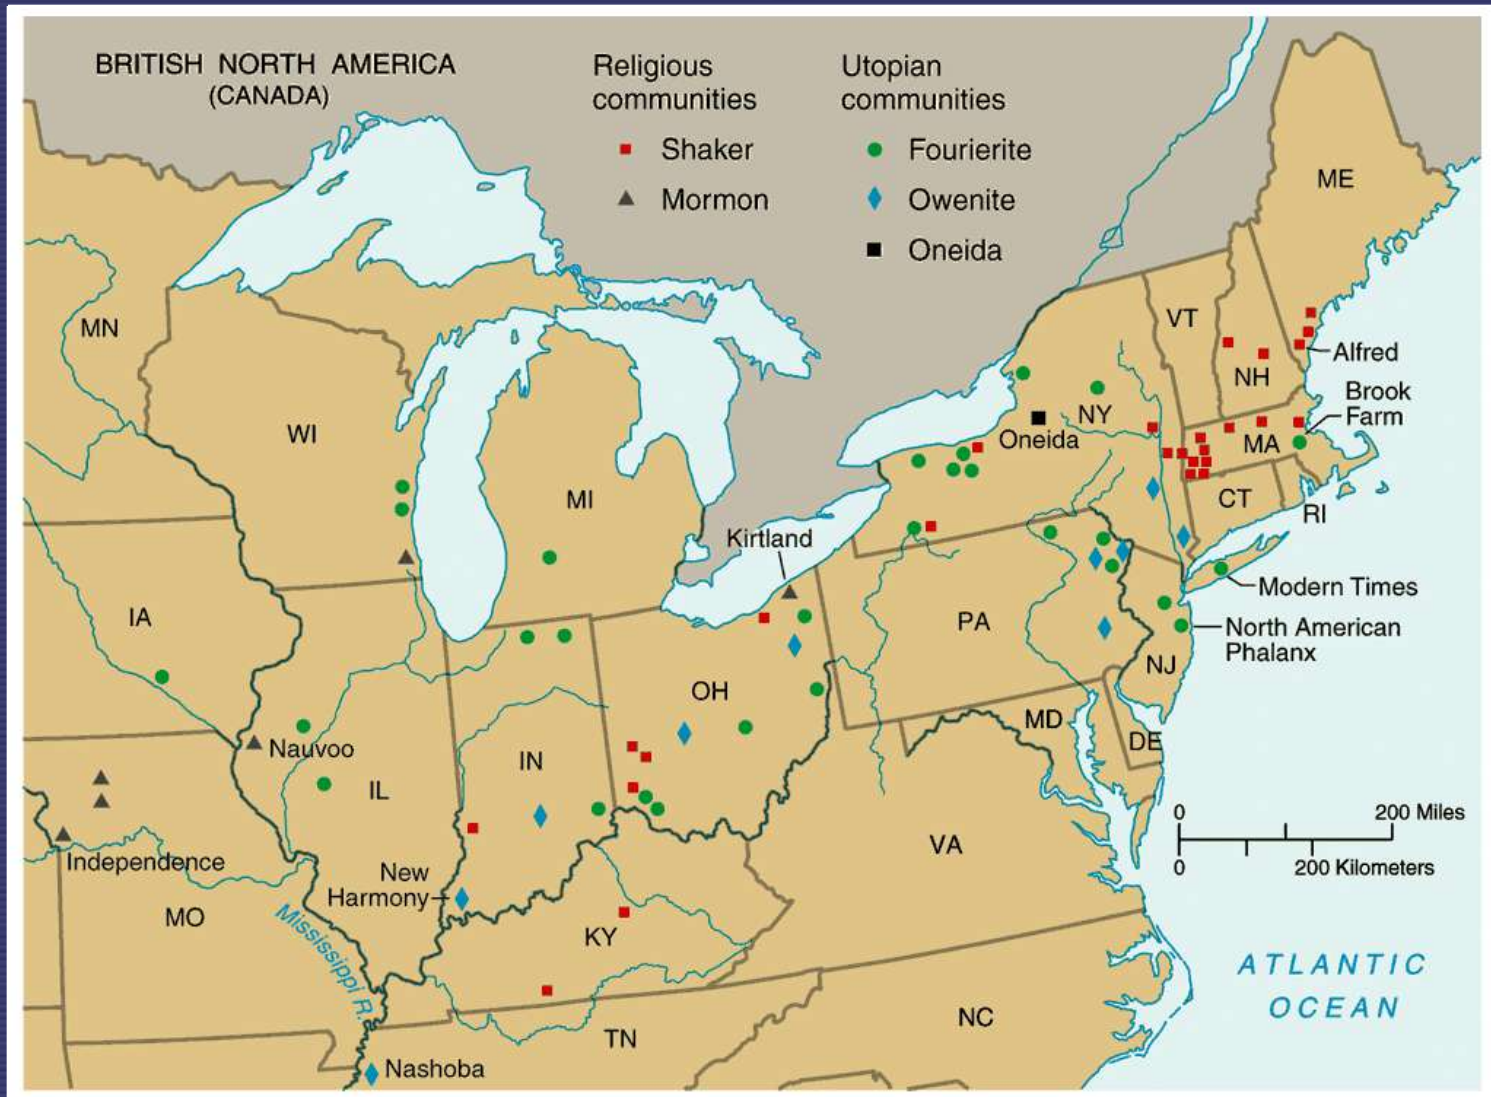 BRITISH NORTH AMERICA
(CANADA)
Religious
communities
Shaker
Mormon
Utopian
communities
Fourierite
Owenite
Oneida
ME
MN
VT
Alfred
NH
Brook
Farm
WI
NY
Oneida
MA
MI
CT
RI
Kirtland
Modern Times
IA
PA
North American
Phalanx
NJ
OH
MD
DE
Nauvoo
IN
IL
0
200 Miles
0
200 Kilometers
VA
Independence
New
Harmony
MO
KY
Mississippi R.
ATLANTIC
OCEAN
NC
TN
Nashoba